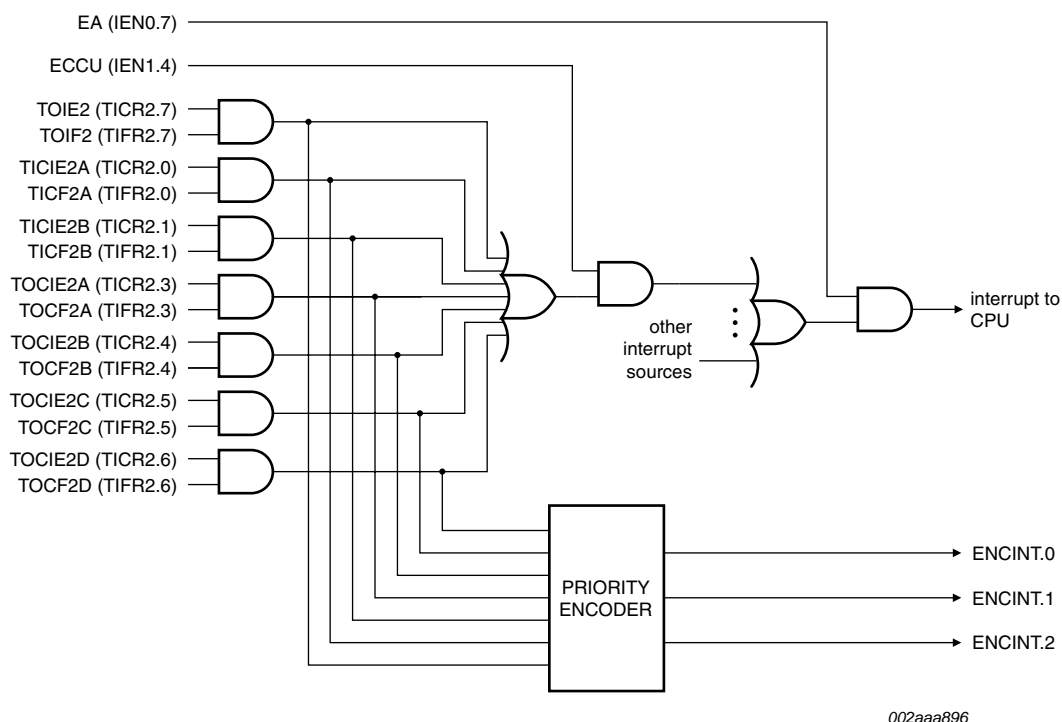 EA (IEN0.7)
ECCU (IEN1.4)
TOIE2 (TICR2.7)
TOIF2 (TIFR2.7)
TICIE2A (TICR2.0)
TICF2A (TIFR2.0)
TICIE2B (TICR2.1)
TICF2B (TIFR2.1)
TOCIE2A (TICR2.3)
TOCF2A (TIFR2.3)
TOCIE2B (TICR2.4)
TOCF2B (TIFR2.4)
TOCIE2C (TICR2.5)
TOCF2C (TIFR2.5)
TOCIE2D (TICR2.6)
TOCF2D (TIFR2.6)
other
interrupt
sources
interrupt to
CPU
PRIORITY
ENCODER
ENCINT.0
ENCINT.1
ENCINT.2
002aaa896